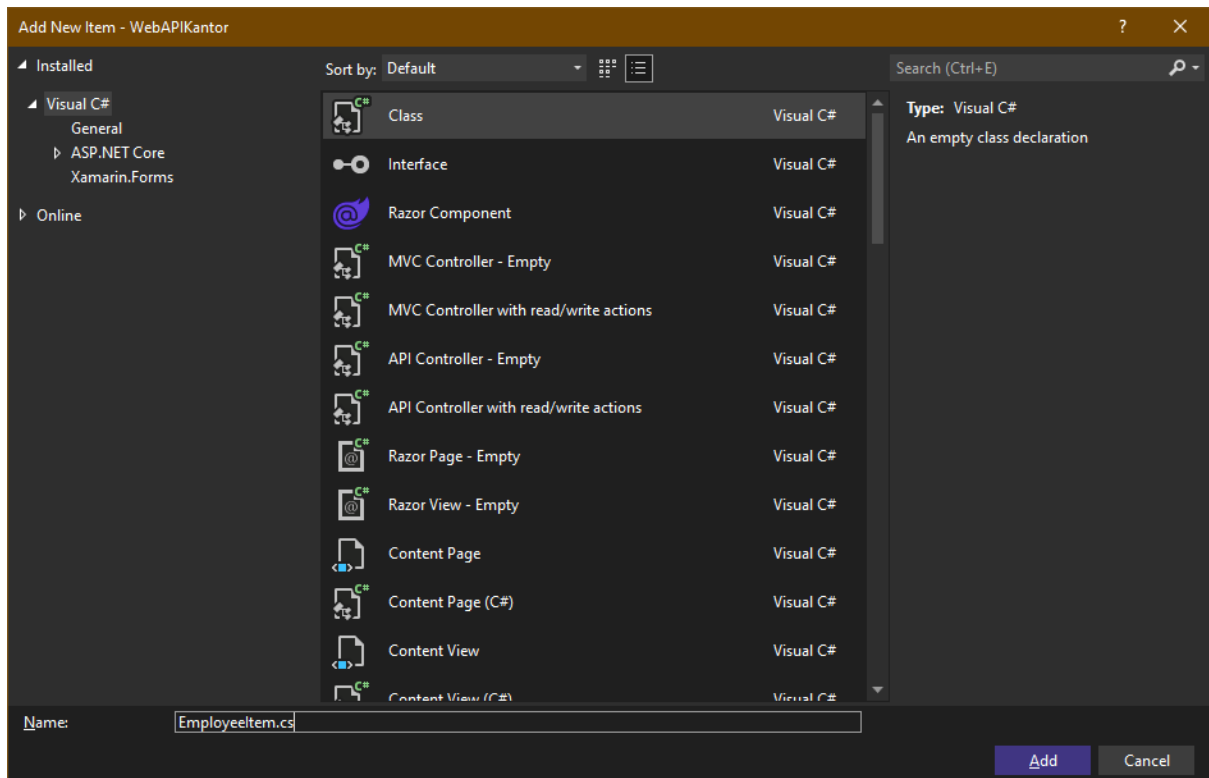 Add New Item - WebAPIKantor
? ×
Installed
Visual C#
General
ASP.NET Core
Xamarin.Forms
Online
Sort by: Default
Class Visual C#
Interface Visual C#
Razor Component Visual C#
MVC Controller - Empty Visual C#
MVC Controller with read/write actions Visual C#
API Controller - Empty Visual C#
API Controller with read/write actions Visual C#
Razor Page - Empty Visual C#
Razor View - Empty Visual C#
Content Page Visual C#
Content Page (C#) Visual C#
Content View Visual C#
Content View (C#) Visual C#
Search (Ctrl+E)
Type: Visual C#
An empty class declaration
Name: EmployeeItem.cs
Add Cancel